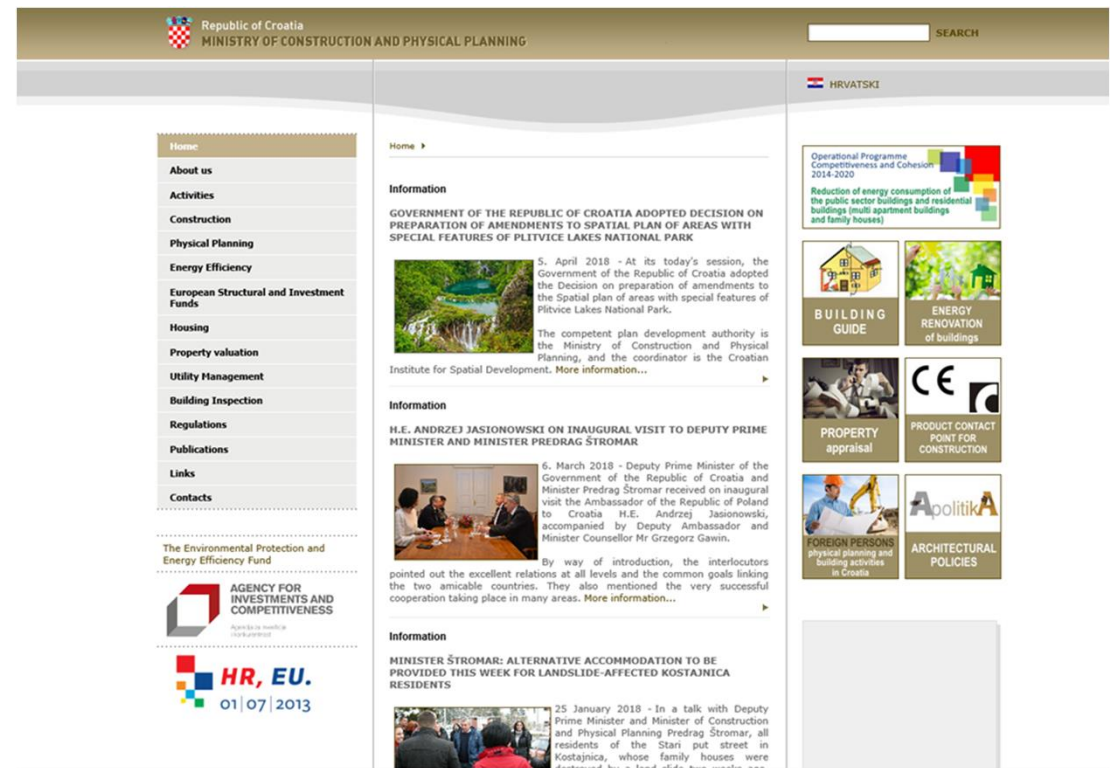 Republic of Croatia
MINISTRY OF CONSTRUCTION AND PHYSICAL PLANNING
SEARCH
HRVATSKI
Home
About us
Activities
Construction
Physical Planning
Energy Efficiency
European Structural and Investment
Funds
Housing
Property valuation
Utility Management
Building Inspection
Regulations
Publications
Links
Contacts
The Environmental Protection and
Energy Efficiency Fund
AGENCY FOR
INVESTMENTS AND
COMPETITIVENESS
Agencija za investicije
i konkurentnost
HR, EU.
01|07|2013
Home
Information
GOVERNMENT OF THE REPUBLIC OF CROATIA ADOPTED DECISION ON
PREPARATION OF AMENDMENTS TO SPATIAL PLAN OF AREAS WITH
SPECIAL FEATURES OF PLITVICE LAKES NATIONAL PARK
5. April 2018 - At its today's session, the
Government of the Republic of Croatia adopted
the Decision on preparation of amendments to
the Spatial plan of areas with special features of
Plitvice Lakes National Park.
The competent plan development authority is
the Ministry of Construction and Physical
Planning, and the coordinator is the Croatian
Institute for Spatial Development. More information...
Information
H.E. ANDRZEJ JASIONOWSKI ON INAUGURAL VISIT TO DEPUTY PRIME
MINISTER AND MINISTER PREDRAG ŠTROMAR
6. March 2018 - Deputy Prime Minister of the
Government of the Republic of Croatia and
Minister Predrag Štromar received on inaugural
visit the Ambassador of the Republic of Poland
to Croatia H.E. Andrzej Jasionowski,
accompanied by Deputy Ambassador and
Minister Counsellor Mr Grzegorz Gawin.
By way of introduction, the interlocutors
pointed out the excellent relations at all levels and the common goals linking
the two amicable countries. They also mentioned the very successful
cooperation taking place in many areas. More information...
Information
MINISTER ŠTROMAR: ALTERNATIVE ACCOMMODATION TO BE
PROVIDED THIS WEEK FOR LANDSLIDE-AFFECTED KOSTAJNICA
RESIDENTS
25 January 2018 - In a talk with Deputy
Prime Minister and Minister of Construction
and Physical Planning Predrag Štromar, all
residents of the Stari put street in
Kostajnica, whose family houses were
destroyed by a land slide two weeks ago,
Operational Programme
Competitiveness and Cohesion
2014-2020
Reduction of energy consumption of
the public sector buildings and residential
buildings (multi apartment buildings
and family houses)
BUILDING
GUIDE
ENERGY
RENOVATION
of buildings
PROPERTY
appraisal
CE
PRODUCT CONTACT
POINT FOR
CONSTRUCTION
FOREIGN PERSONS
physical planning and
building activities
in Croatia
ApolitikA
ARCHITECTURAL
POLICIES